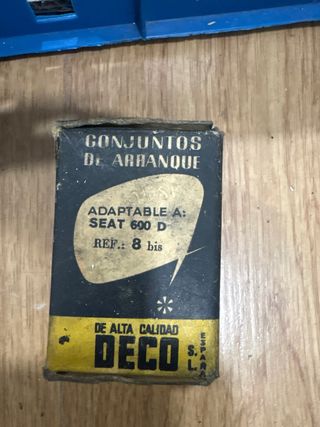 CONJUNTOS
DE ARRANQUE
ADAPTABLE A:
SEAT 600 D
REF.: 8 bis
DE ALTA CALIDAD
DECO S.L.
ESPAÑA